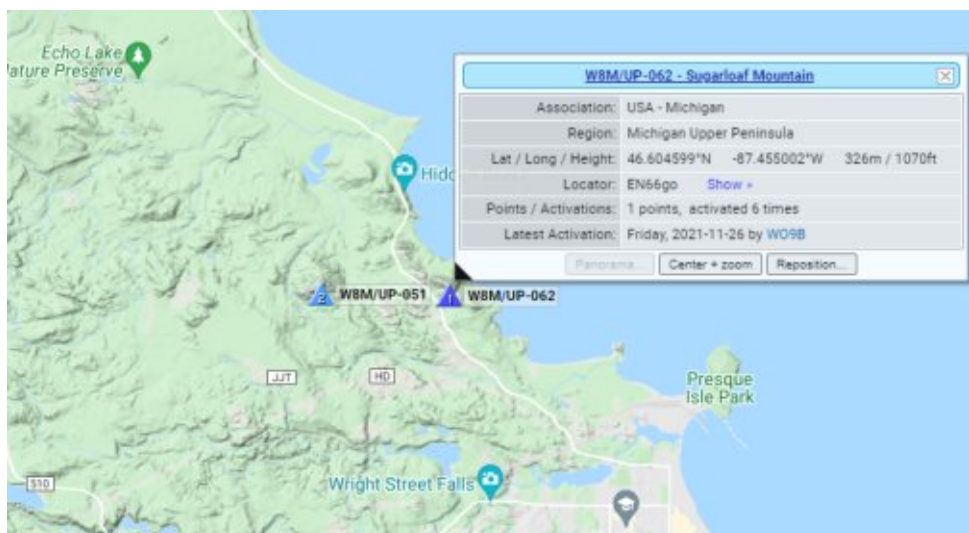 Echo Lake
ature Preserve
W8M/UP-062 - Sugarloaf Mountain
Association: USA - Michigan
Region: Michigan Upper Peninsula
Lat / Long / Height: 46.604599°N -87.455002°W 326m / 1070ft
Locator: EN66go Show »
Points / Activations: 1 points, activated 6 times
Latest Activation: Friday, 2021-11-26 by WO9B
Panorama... Center + zoom Reposition...
Hidd
2 W8M/UP-051 1 W8M/UP-062
JJT HD
Presque
Isle Park
510
Wright Street Falls